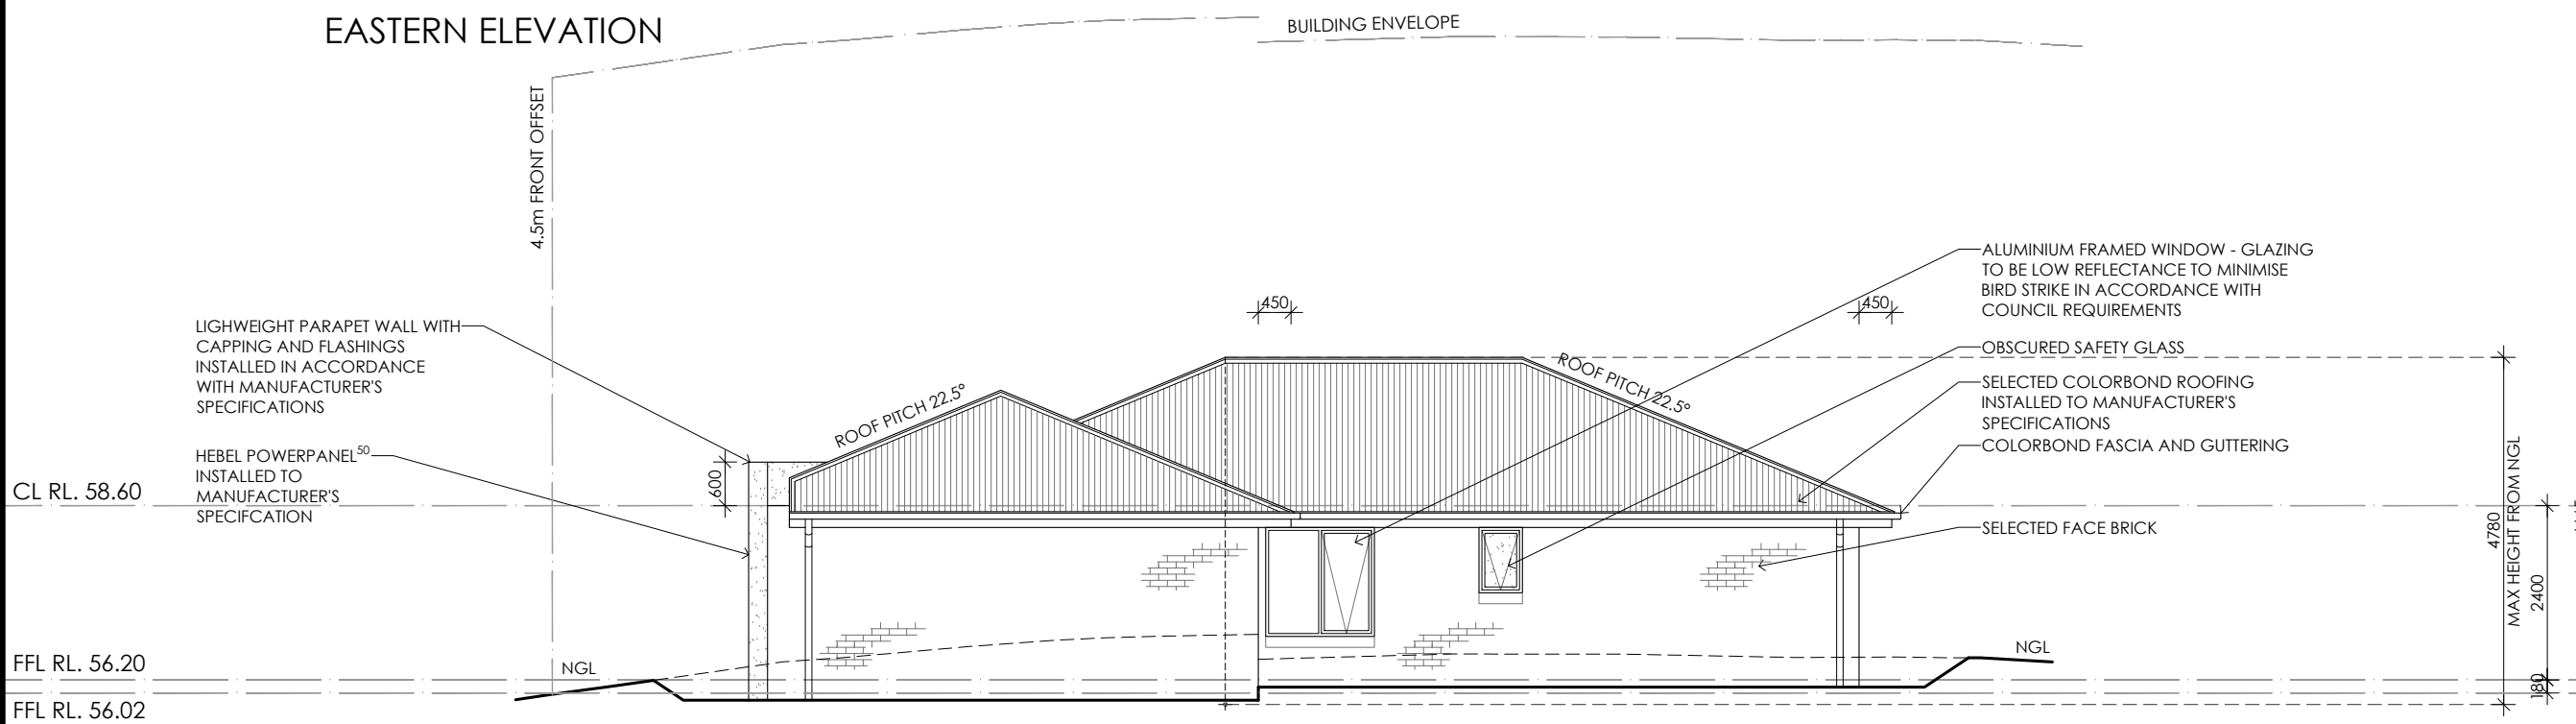 EASTERN ELEVATION
BUILDING ENVELOPE
4.5m FRONT OFFSET
ALUMINIUM FRAMED WINDOW - GLAZING
TO BE LOW REFLECTANCE TO MINIMISE
BIRD STRIKE IN ACCORDANCE WITH
COUNCIL REQUIREMENTS
450
450
LIGHWEIGHT PARAPET WALL WITH
CAPPING AND FLASHINGS
INSTALLED IN ACCORDANCE
WITH MANUFACTURER'S
SPECIFICATIONS
OBSCURED SAFETY GLASS
ROOF PITCH 22.5°
ROOF PITCH 22.5°
SELECTED COLORBOND ROOFING
INSTALLED TO MANUFACTURER'S
SPECIFICATIONS
COLORBOND FASCIA AND GUTTERING
HEBEL POWERPANEL50
INSTALLED TO
MANUFACTURER'S
SPECIFCATION
600
CL RL. 58.60
SELECTED FACE BRICK
4780
MAX HEIGHT FROM NGL
2400
NGL
NGL
FFL RL. 56.20
180
FFL RL. 56.02